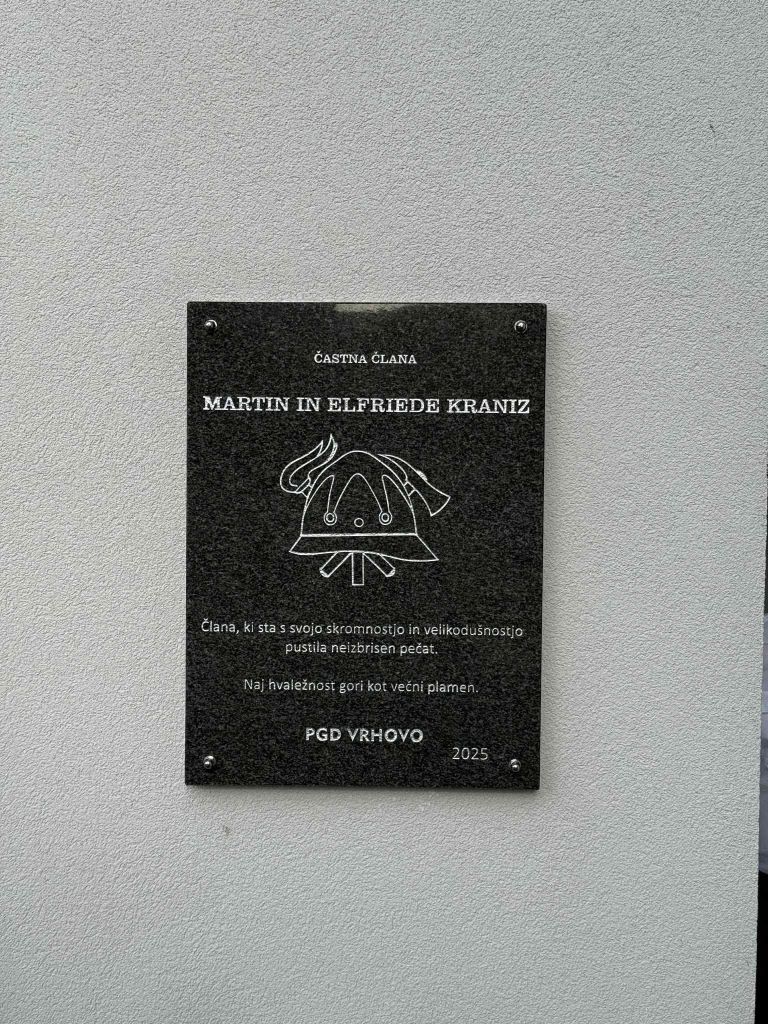 ČASTNA ČLANA
MARTIN IN ELFRIEDE KRANIZ
Člana, ki sta s svojo skromnostjo in velikodušnostjo
pustila neizbrisen pečat.
Naj hvaležnost gori kot večni plamen.
PGD VRHOVO
2025